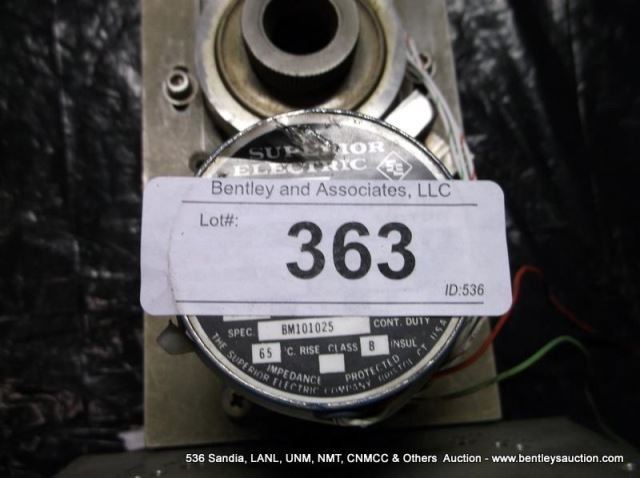 SUPERIOR
ELECTRIC
SE
Bentley and Associates, LLC
Lot#:
363
ID:536
SPEC BM101025 CONT. DUTY
65 °C. RISE CLASS B INSUL
IMPEDANCE PROTECTED
THE SUPERIOR ELECTRIC COMPANY, BRISTOL, CT. U.S.A.
536 Sandia, LANL, UNM, NMT, CNMCC & Others Auction - www.bentleysauction.com